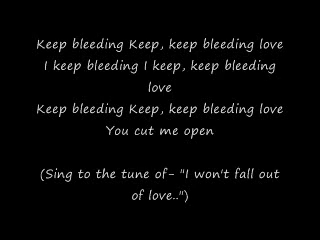 Keep bleeding Keep, keep bleeding love
I keep bleeding I keep, keep bleeding
love
Keep bleeding Keep, keep bleeding love
You cut me open
(Sing to the tune of- "I won't fall out
of love..")